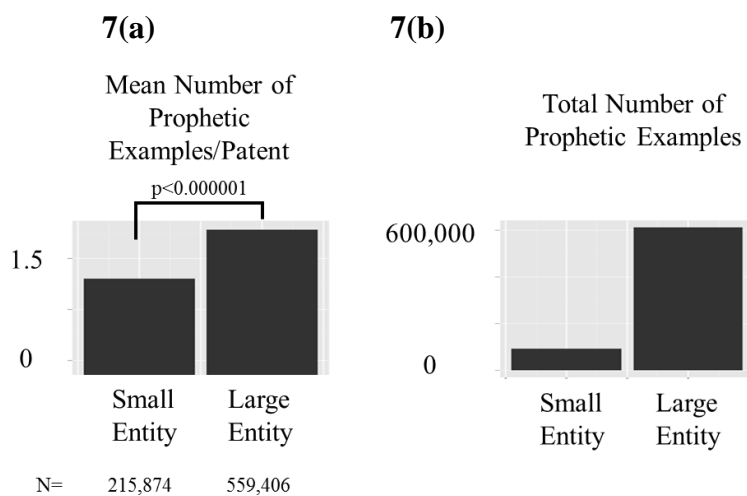 7(a)
Mean Number of
Prophetic
Examples/Patent
p<0.000001
1.5
0
Small
Entity
Large
Entity
N= 215,874 559,406
7(b)
Total Number of
Prophetic Examples
600,000
0
Small
Entity
Large
Entity